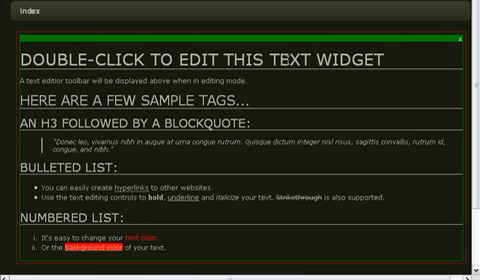 index
x
DOUBLE-CLICK TO EDIT THIS TEXT WIDGET
A text editior toolbar will be displayed above when in editing mode.
HERE ARE A FEW SAMPLE TAGS...
AN H3 FOLLOWED BY A BLOCKQUOTE:
"Donec leo, vivamus nibh in augue at urna congue rutrum. Quisque dictum integer nisl risus, sagittis convallis, rutrum id,
congue, and nibh."
BULLETED LIST:
You can easily create hyperlinks to other websites.
Use the text editing controls to bold, underline and italicize your text. Strikethrough is also supported.
NUMBERED LIST:
i. It's easy to change your font color.
ii. Or the background color of your text.